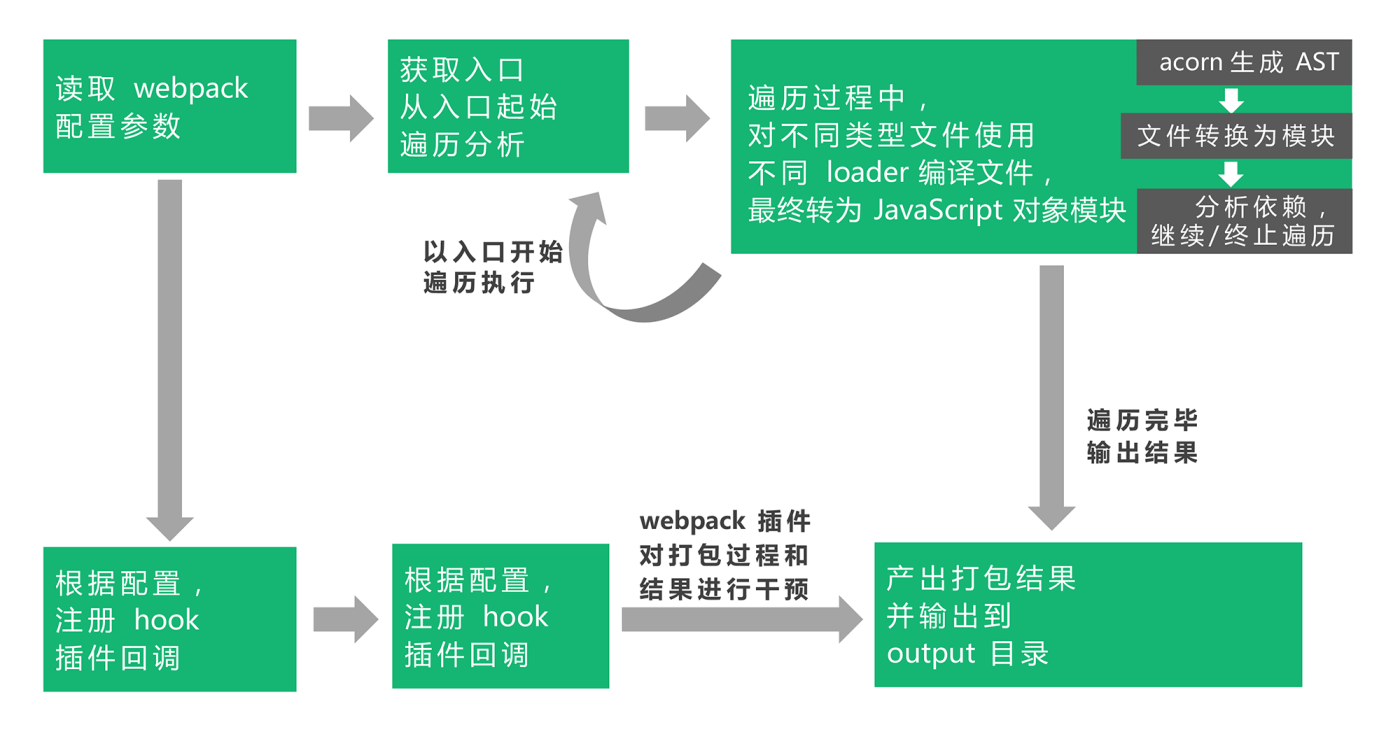 读取 webpack
配置参数
获取入口
从入口起始
遍历分析
遍历过程中，
对不同类型文件使用
不同 loader 编译文件，
最终转为 JavaScript 对象模块
acorn 生成 AST
文件转换为模块
分析依赖，
继续/终止遍历
以入口开始
遍历执行
遍历完毕
输出结果
根据配置，
注册 hook
插件回调
根据配置，
注册 hook
插件回调
webpack 插件
对打包过程和
结果进行干预
产出打包结果
并输出到
output 目录